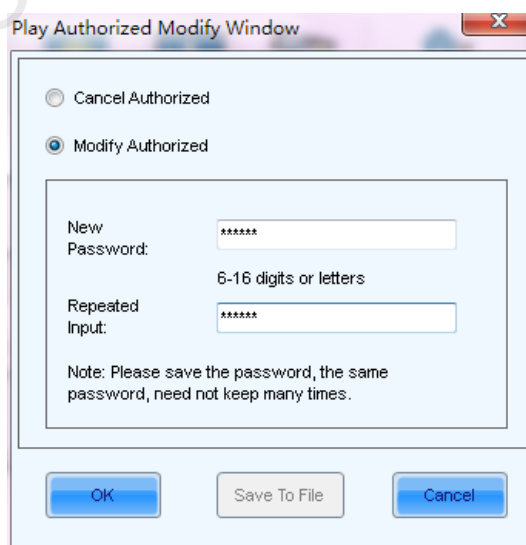 Play Authorized Modify Window
Cancel Authorized
Modify Authorized
New
Password:
******
6-16 digits or letters
Repeated
Input:
******
Note: Please save the password, the same
password, need not keep many times.
OK
Save To File
Cancel